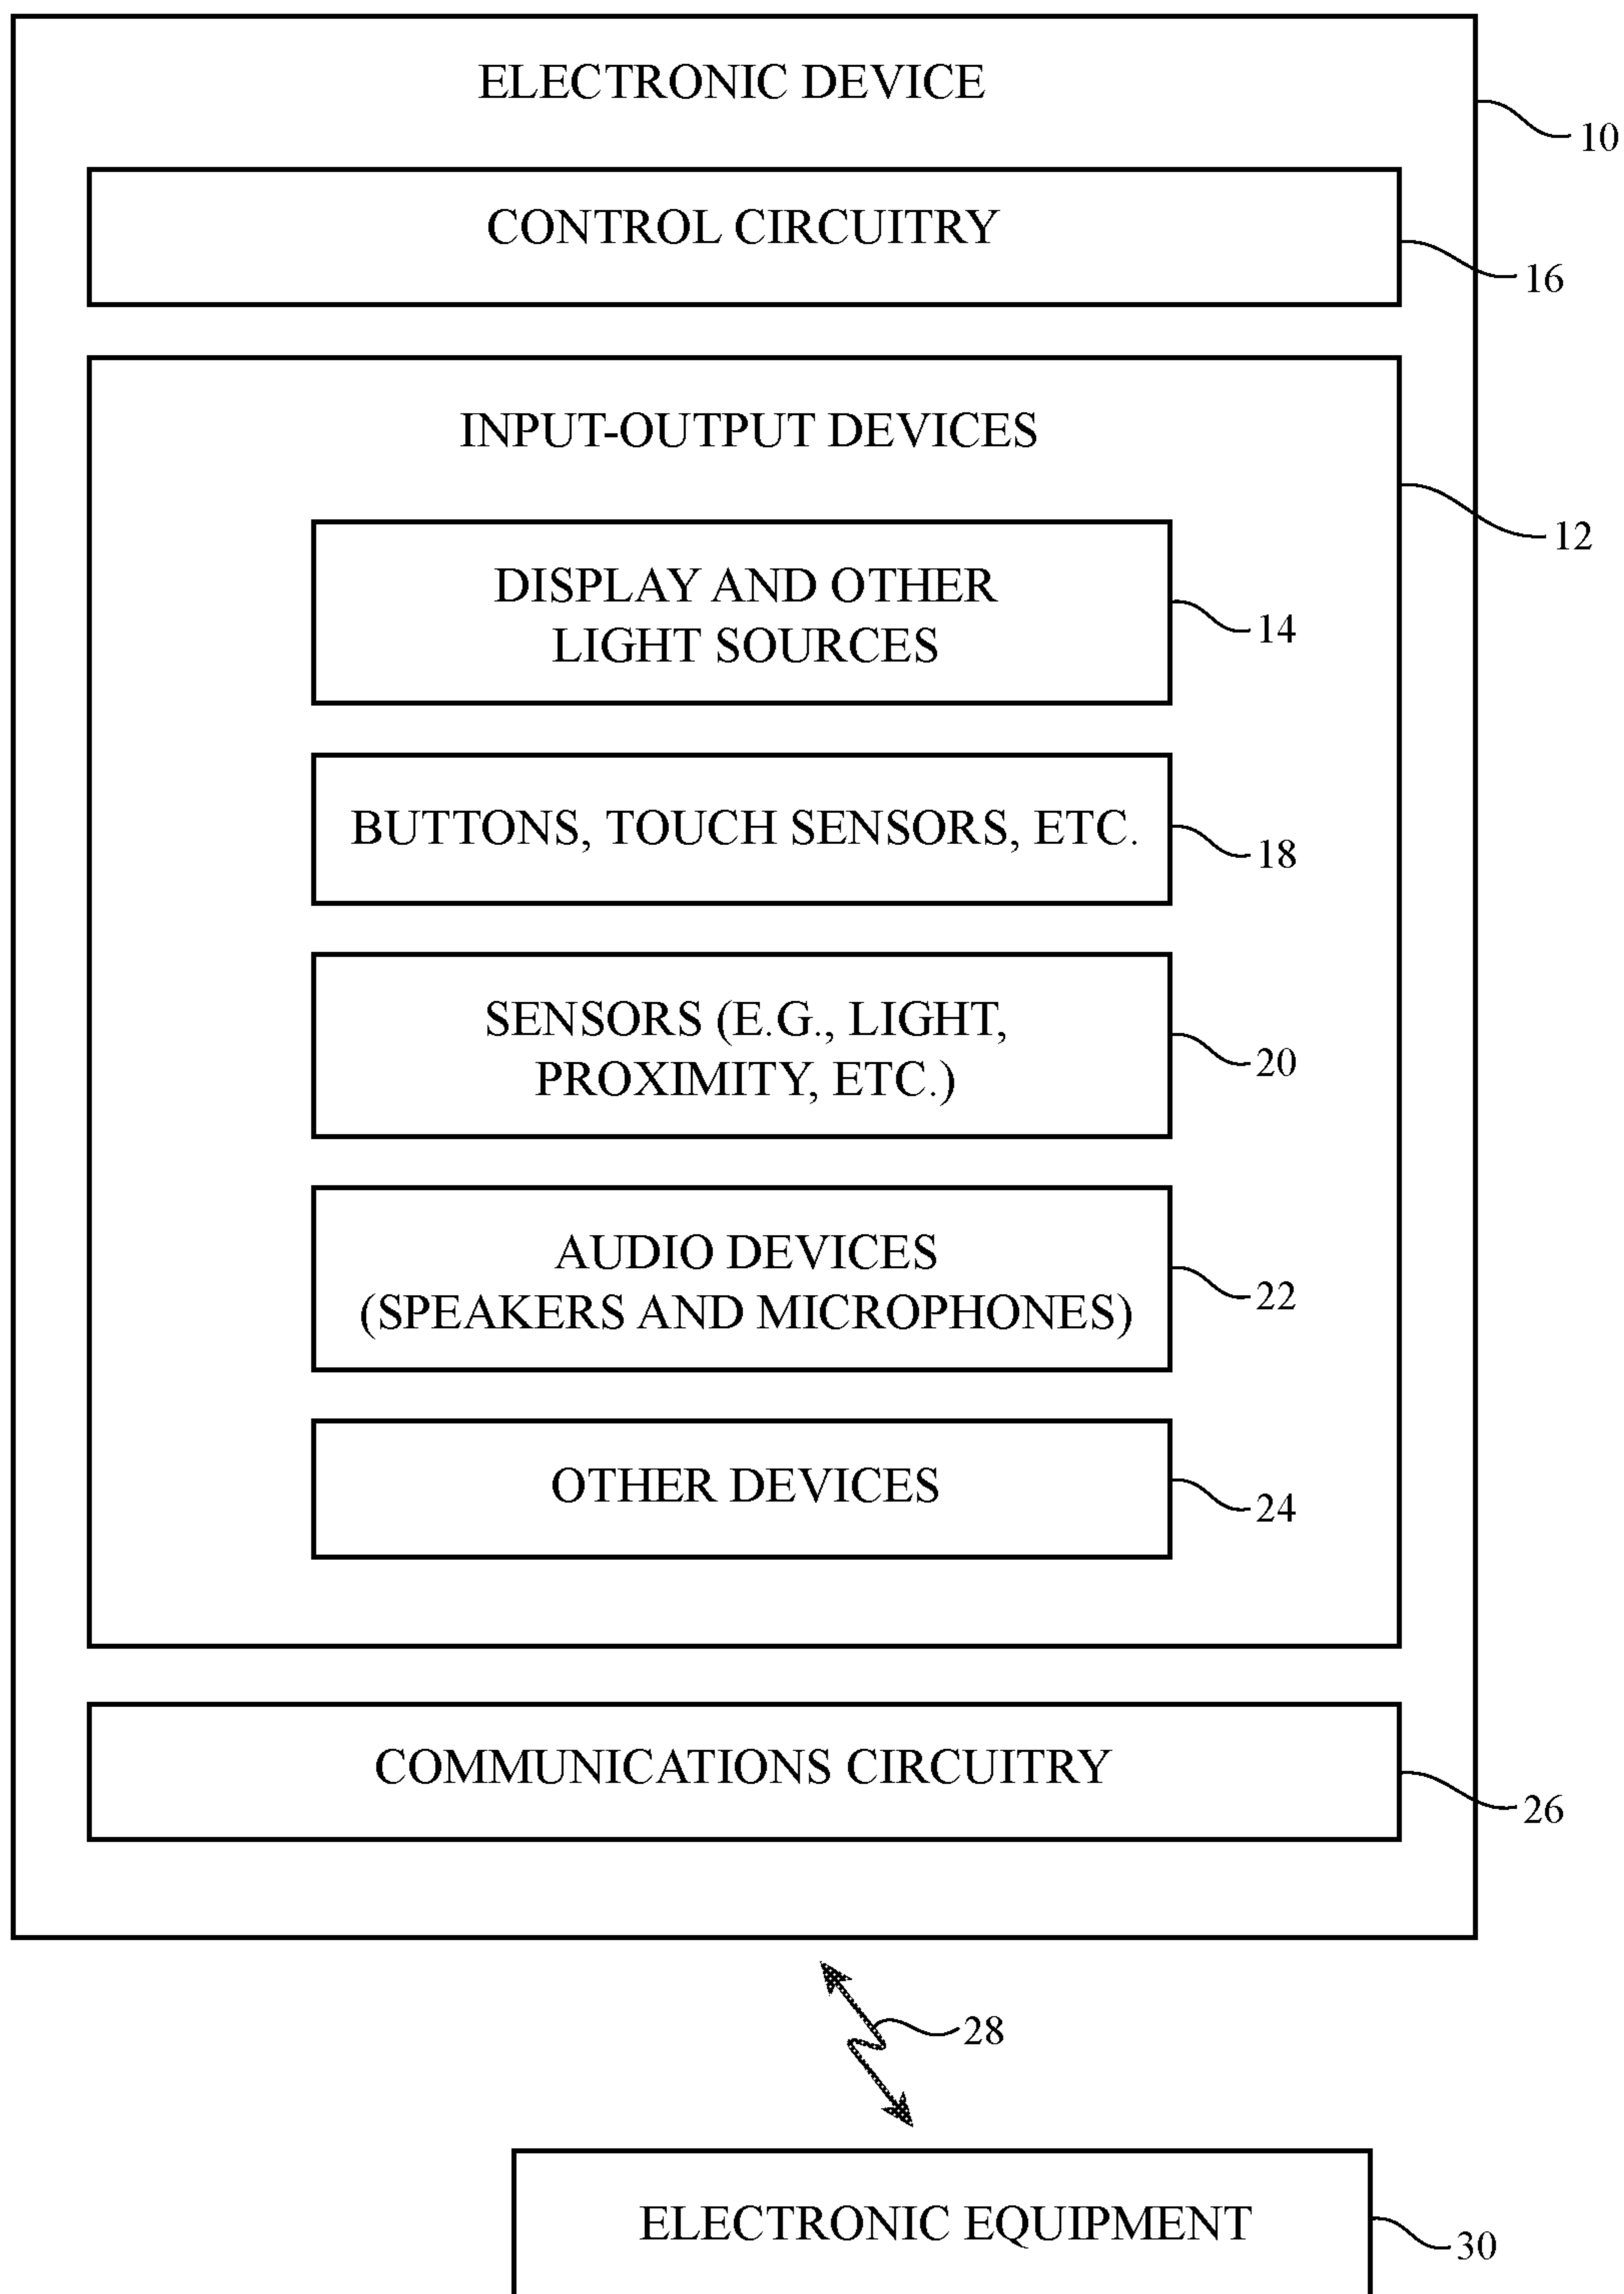 ELECTRONIC DEVICE
10
CONTROL CIRCUITRY
16
INPUT-OUTPUT DEVICES
12
DISPLAY AND OTHER
LIGHT SOURCES
14
BUTTONS, TOUCH SENSORS, ETC.
18
SENSORS (E.G., LIGHT,
PROXIMITY, ETC.)
20
AUDIO DEVICES
(SPEAKERS AND MICROPHONES)
22
OTHER DEVICES
24
COMMUNICATIONS CIRCUITRY
26
28
ELECTRONIC EQUIPMENT
30